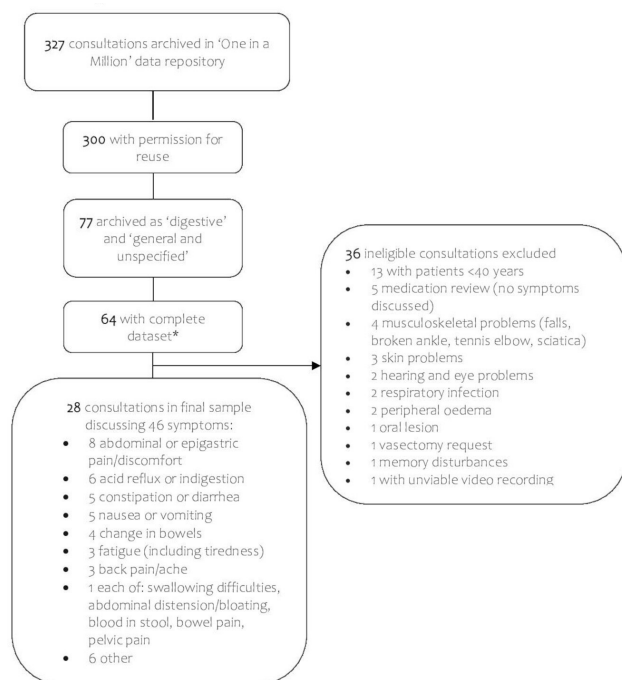 327 consultations archived in 'One in a
Million' data repository
300 with permission for
reuse
77 archived as 'digestive'
and 'general and
unspecified'
64 with complete
dataset*
36 ineligible consultations excluded
• 13 with patients <40 years
• 5 medication review (no symptoms
discussed)
• 4 musculoskeletal problems (falls,
broken ankle, tennis elbow, sciatica)
• 3 skin problems
• 2 hearing and eye problems
• 2 respiratory infection
• 2 peripheral oedema
• 1 oral lesion
• 1 vasectomy request
• 1 memory disturbances
• 1 with unviable video recording
28 consultations in final sample
discussing 46 symptoms:
• 8 abdominal or epigastric
pain/discomfort
• 6 acid reflux or indigestion
• 5 constipation or diarrhea
• 5 nausea or vomiting
• 4 change in bowels
• 3 fatigue (including tiredness)
• 3 back pain/ache
• 1 each of: swallowing difficulties,
abdominal distension/bloating,
blood in stool, bowel pain,
pelvic pain
• 6 other